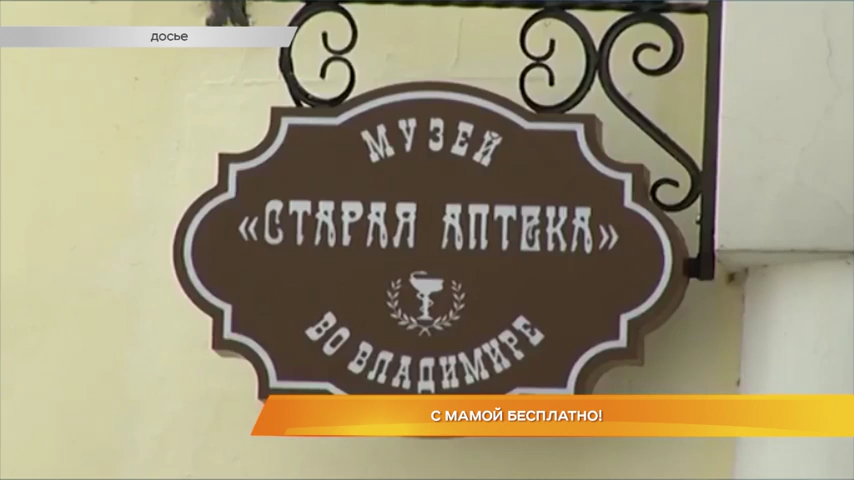 ДОСЬЕ
МУЗЕЙ
«СТАРАЯ АПТЕКА»
ВО ВЛАДИМИРЕ
С МАМОЙ БЕСПЛАТНО!